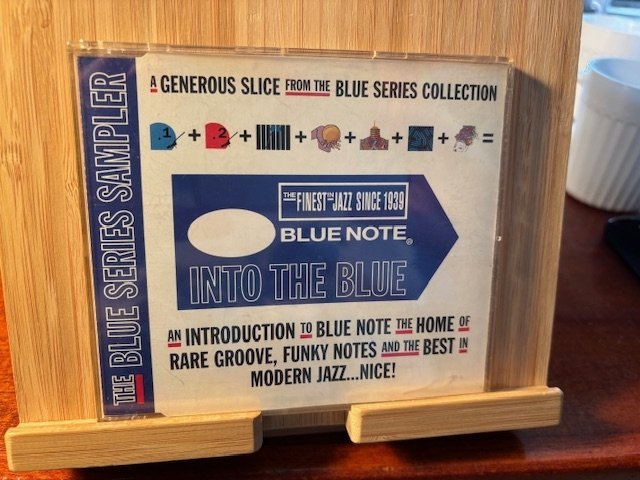 THE BLUE SERIES SAMPLER
A GENEROUS SLICE FROM THE BLUE SERIES COLLECTION
.1 + .2 + + + + + =
THE FINEST IN JAZZ SINCE 1939
BLUE NOTE®
INTO THE BLUE
AN INTRODUCTION TO BLUE NOTE THE HOME OF
RARE GROOVE, FUNKY NOTES AND THE BEST IN
MODERN JAZZ...NICE!